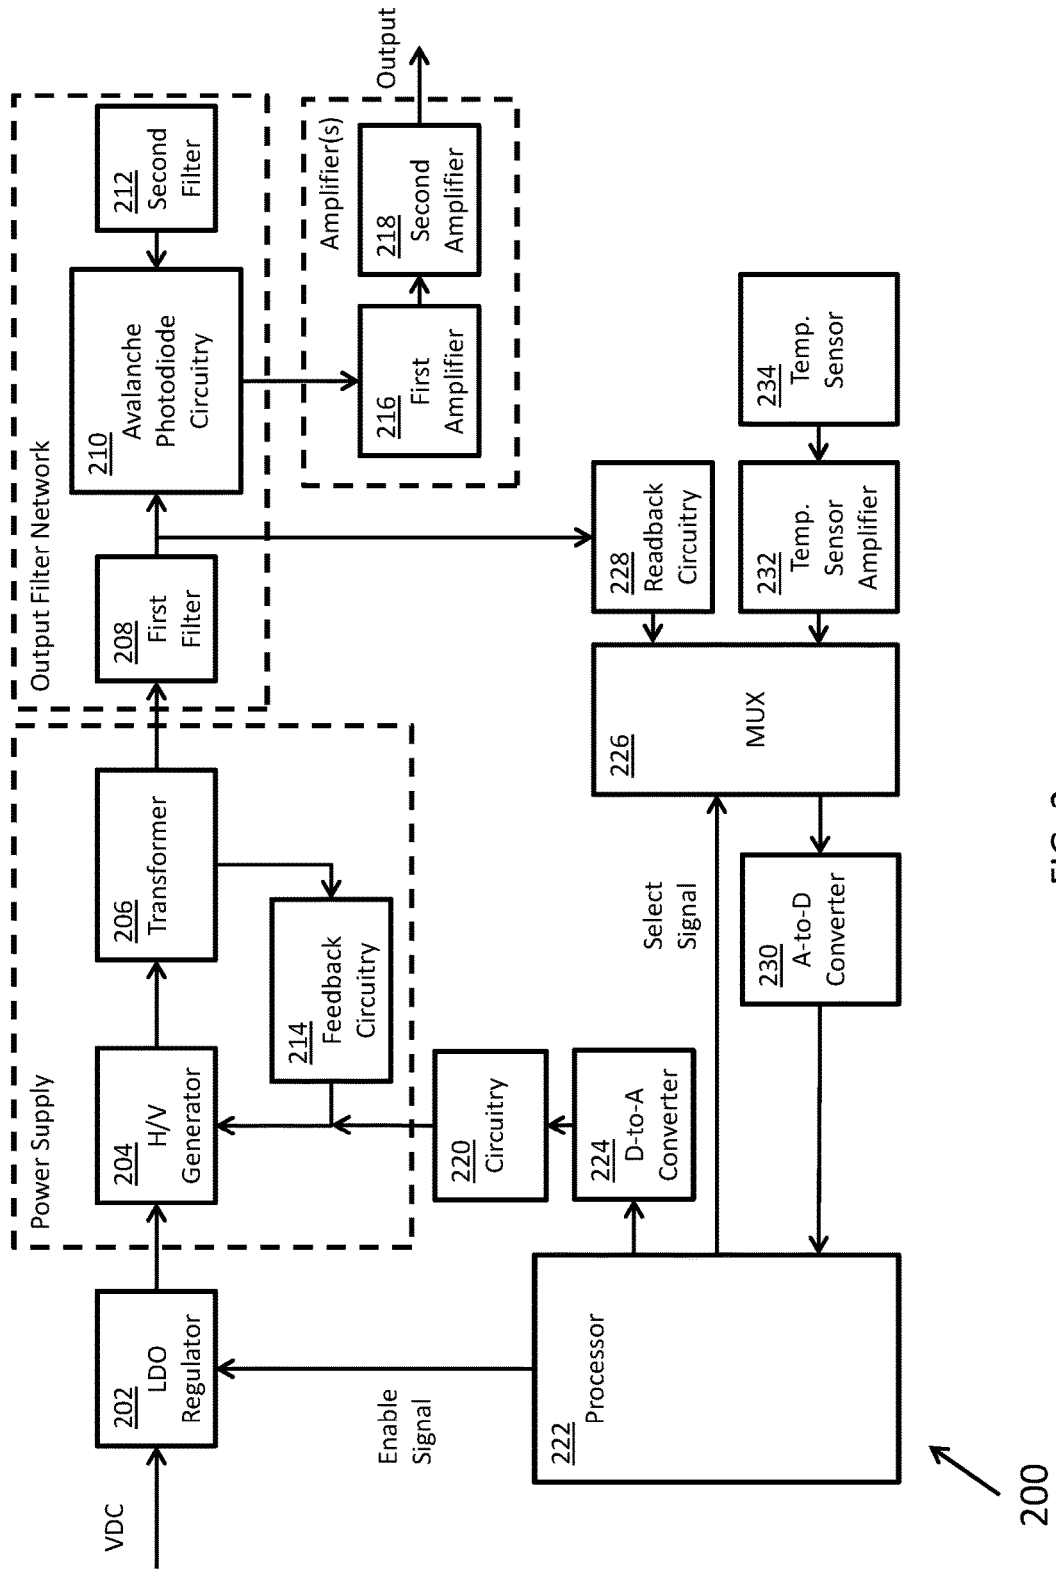 VDC
202
LDO
Regulator
Power Supply
204
H/V
Generator
206
Transformer
214
Feedback
Circuitry
Output Filter Network
208
First
Filter
210
Avalanche
Photodiode
Circuitry
212
Second
Filter
Amplifier(s)
216
First
Amplifier
218
Second
Amplifier
Output
Enable
Signal
222
Processor
220
Circuitry
224
D-to-A
Converter
Select
Signal
226
MUX
228
Readback
Circuitry
230
A-to-D
Converter
232
Temp.
Sensor
Amplifier
234
Temp.
Sensor
200
FIG.